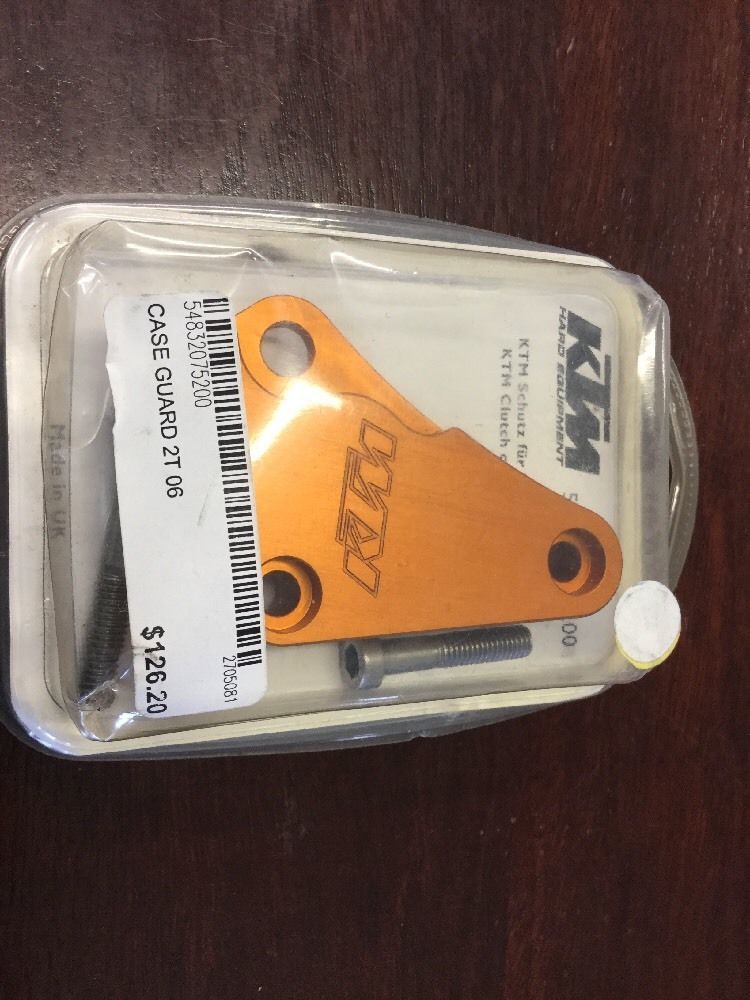 KTM
HARD EQUIPMENT
KTM Schutz für
KTM Clutch
KTM
2705081
54832075200
CASE GUARD 2T 06
$126.20
Made in UK